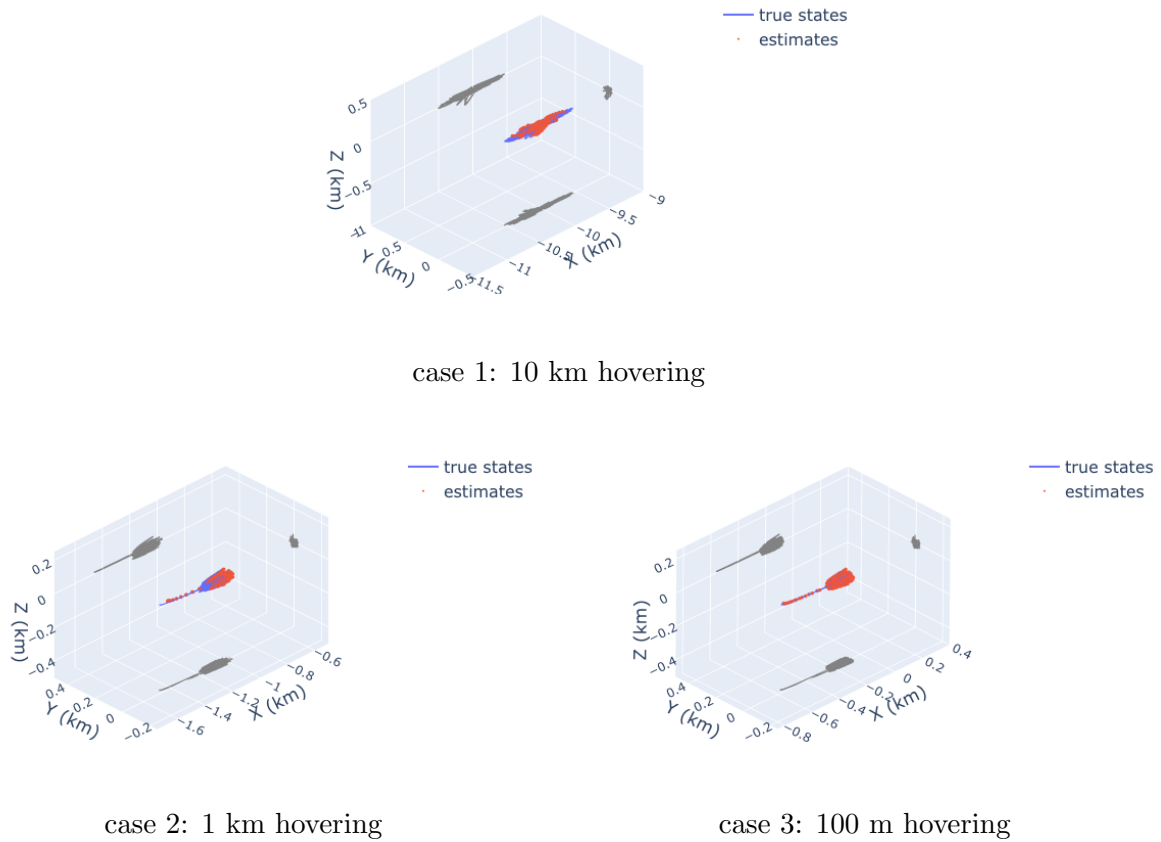 true states
estimates
0.5
0
−0.5
−1
Z (km)
1
0.5
0
−0.5
Y (km)
−11.5
−11
−10.5
−10
−9.5
−9
X (km)
case 1: 10 km hovering
true states
estimates
0.2
0
−0.2
−0.4
Z (km)
0.4
0.2
0
−0.2
Y (km)
−1.6
−1.4
−1.2
−1
−0.8
−0.6
X (km)
true states
estimates
0.2
0
−0.2
−0.4
Z (km)
0.4
0.2
0
−0.2
Y (km)
−0.8
−0.6
−0.4
−0.2
0
0.2
0.4
X (km)
case 2: 1 km hovering
case 3: 100 m hovering